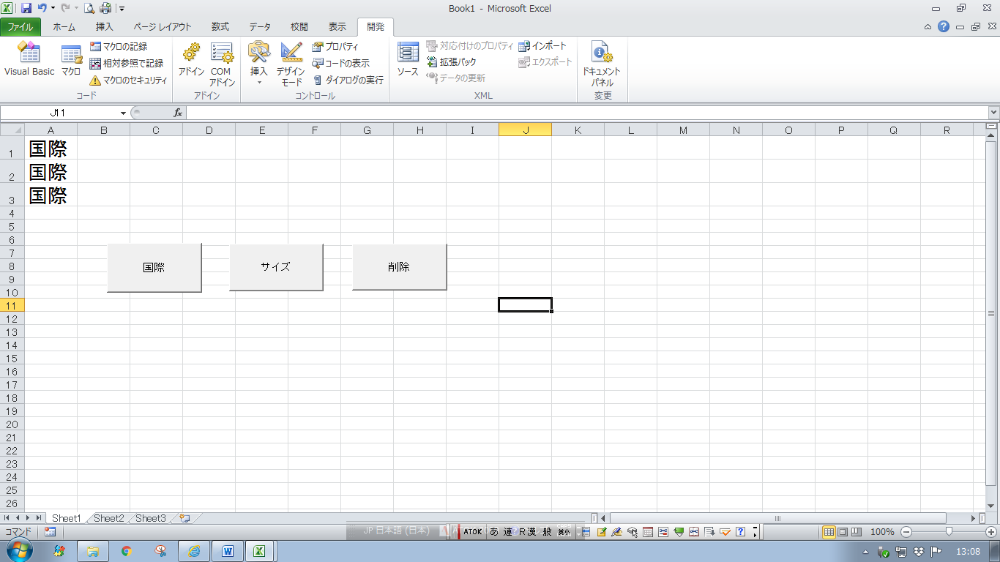 Book1 - Microsoft Excel
ファイル ホーム 挿入 ページ レイアウト 数式 データ 校閲 表示 開発
Visual Basic
マクロ
マクロの記録
相対参照で記録
マクロのセキュリティ
コード
アドイン
COM
アドイン
アドイン
挿入
デザイン
モード
プロパティ
コードの表示
ダイアログの実行
コントロール
ソース
対応付けのプロパティ
拡張パック
データの更新
インポート
エクスポート
XML
ドキュメント
パネル
変更
J11 fx
A B C D E F G H I J K L M N O P Q R
1 国際
2 国際
3 国際
4
5
6
7
8 国際 サイズ 削除
9
10
11
12
13
14
15
16
17
18
19
20
21
22
23
24
25
26
Sheet1 Sheet2 Sheet3
コマンド JP 日本語 (日本) ATOK あ 連 R漢 般 英小 100%
13:08